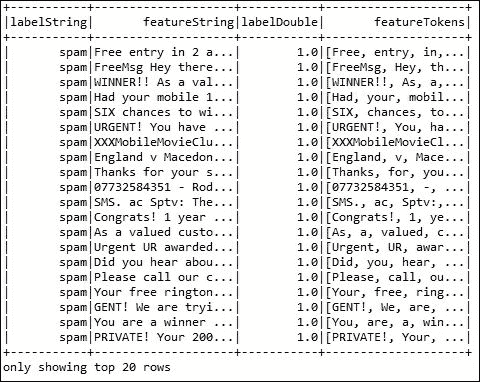 +-----------+--------------------+-----------+--------------------+
|labelString|       featureString|labelDouble|       featureTokens|
+-----------+--------------------+-----------+--------------------+
|       spam|Free entry in 2 a...|        1.0|[Free, entry, in,...|
|       spam|FreeMsg Hey there...|        1.0|[FreeMsg, Hey, th...|
|       spam|WINNER!! As a val...|        1.0|[WINNER!!, As, a,...|
|       spam|Had your mobile 1...|        1.0|[Had, your, mobil...|
|       spam|SIX chances to wi...|        1.0|[SIX, chances, to...|
|       spam|URGENT! You have ...|        1.0|[URGENT!, You, ha...|
|       spam|XXXMobileMovieClu...|        1.0|[XXXMobileMovieCl...|
|       spam|England v Macedon...|        1.0|[England, v, Mace...|
|       spam|Thanks for your s...|        1.0|[Thanks, for, you...|
|       spam|07732584351 - Rod...|        1.0|[07732584351, -, ...|
|       spam|SMS. ac Sptv: The...|        1.0|[SMS., ac, Sptv:,...|
|       spam|Congrats! 1 year ...|        1.0|[Congrats!, 1, ye...|
|       spam|As a valued custo...|        1.0|[As, a, valued, c...|
|       spam|Urgent UR awarded...|        1.0|[Urgent, UR, awar...|
|       spam|Did you hear abou...|        1.0|[Did, you, hear, ...|
|       spam|Please call our c...|        1.0|[Please, call, ou...|
|       spam|Your free rington...|        1.0|[Your, free, ring...|
|       spam|GENT! We are tryi...|        1.0|[GENT!, We, are, ...|
|       spam|You are a winner ...|        1.0|[You, are, a, win...|
|       spam|PRIVATE! Your 200...|        1.0|[PRIVATE!, Your, ...|
+-----------+--------------------+-----------+--------------------+
only showing top 20 rows